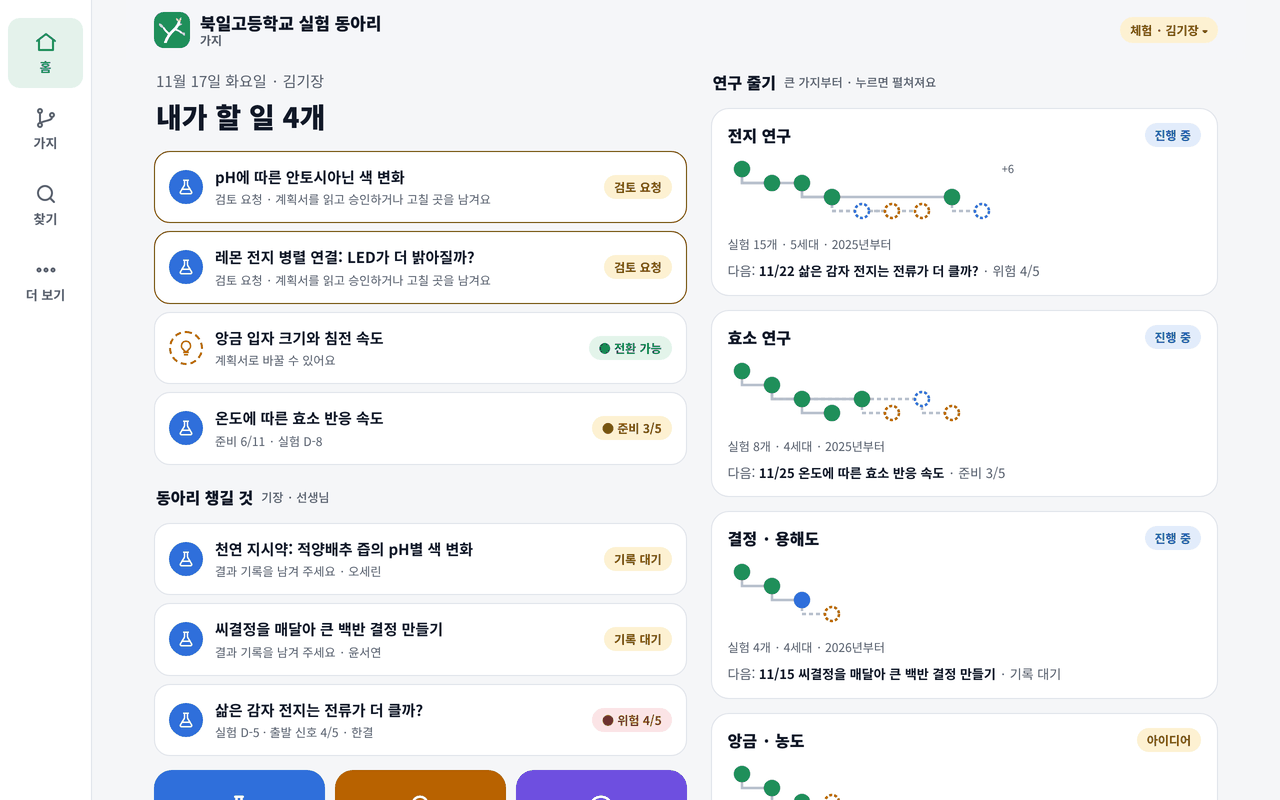 홈
가지
찾기
더 보기
북일고등학교 실험 동아리
가지
체험 · 김기장
11월 17일 화요일 · 김기장
내가 할 일 4개
pH에 따른 안토시아닌 색 변화
검토 요청 · 계획서를 읽고 승인하거나 고칠 곳을 남겨요
검토 요청
레몬 전지 병렬 연결: LED가 더 밝아질까?
검토 요청 · 계획서를 읽고 승인하거나 고칠 곳을 남겨요
검토 요청
앙금 입자 크기와 침전 속도
계획서로 바꿀 수 있어요
전환 가능
온도에 따른 효소 반응 속도
준비 6/11 · 실험 D-8
준비 3/5
동아리 챙길 것 기장 · 선생님
천연 지시약: 적양배추 즙의 pH별 색 변화
결과 기록을 남겨 주세요 · 오세린
기록 대기
씨결정을 매달아 큰 백반 결정 만들기
결과 기록을 남겨 주세요 · 윤서연
기록 대기
삶은 감자 전지는 전류가 더 클까?
실험 D-5 · 출발 신호 4/5 · 한결
위험 4/5
연구 줄기 큰 가지부터 · 누르면 펼쳐져요
전지 연구
진행 중
+6
실험 15개 · 5세대 · 2025년부터
다음: 11/22 삶은 감자 전지는 전류가 더 클까? · 위험 4/5
효소 연구
진행 중
실험 8개 · 4세대 · 2025년부터
다음: 11/25 온도에 따른 효소 반응 속도 · 준비 3/5
결정 · 용해도
진행 중
실험 4개 · 4세대 · 2026년부터
다음: 11/15 씨결정을 매달아 큰 백반 결정 만들기 · 기록 대기
앙금 · 농도
아이디어